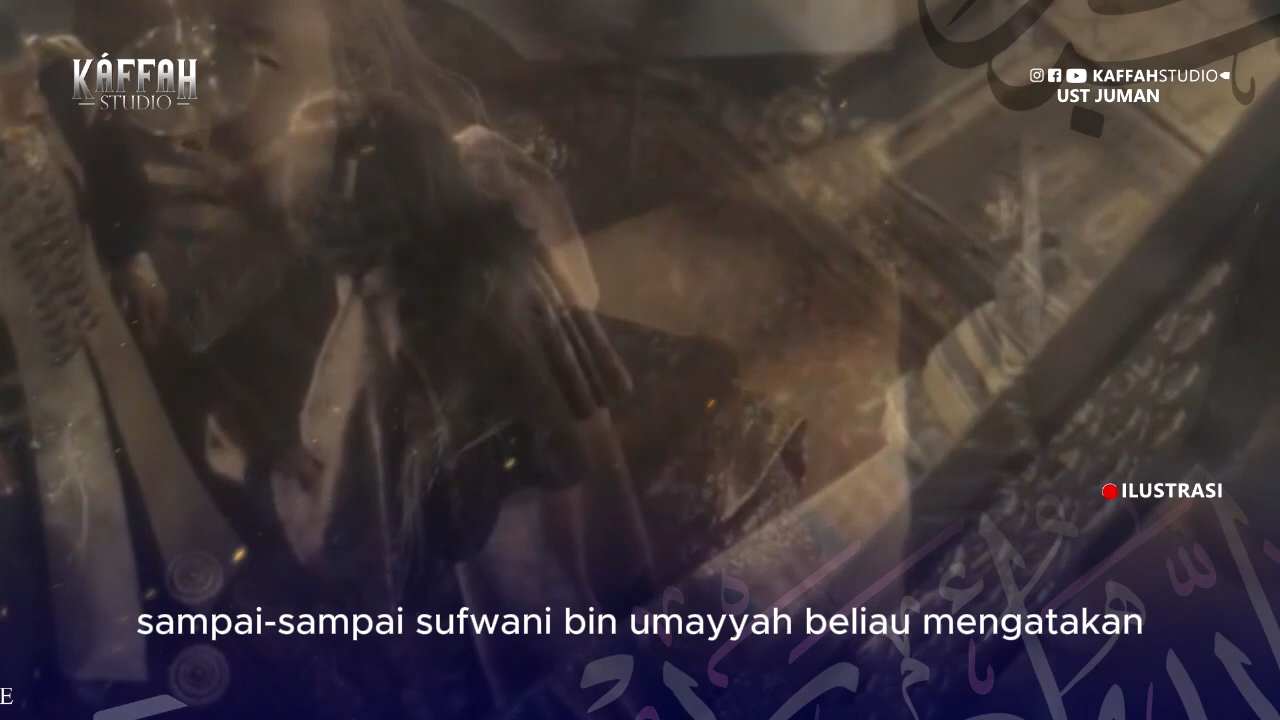 KÁFFAH
STUDIO
KAFFAHSTUDIO
UST JUMAN
ILUSTRASI
sampai-sampai sufwani bin umayyah beliau mengatakan
E